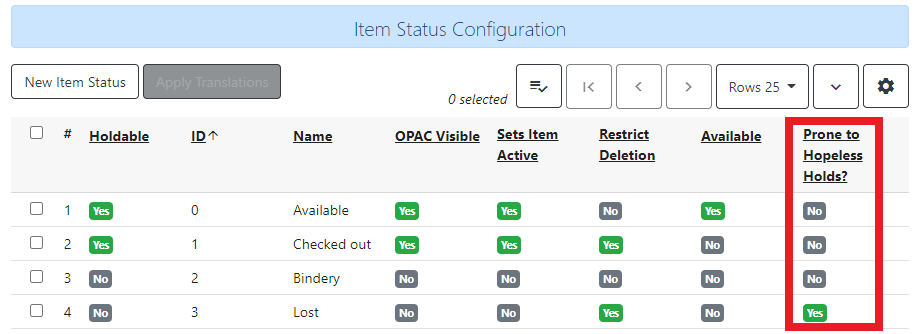 Item Status Configuration
New Item Status Apply Translations 0 selected Rows 25
# Holdable ID↑ Name OPAC Visible Sets Item Active Restrict Deletion Available Prone to Hopeless Holds?
1 Yes 0 Available Yes Yes No Yes No
2 Yes 1 Checked out Yes Yes Yes No No
3 No 2 Bindery No No No No No
4 No 3 Lost No No Yes No Yes